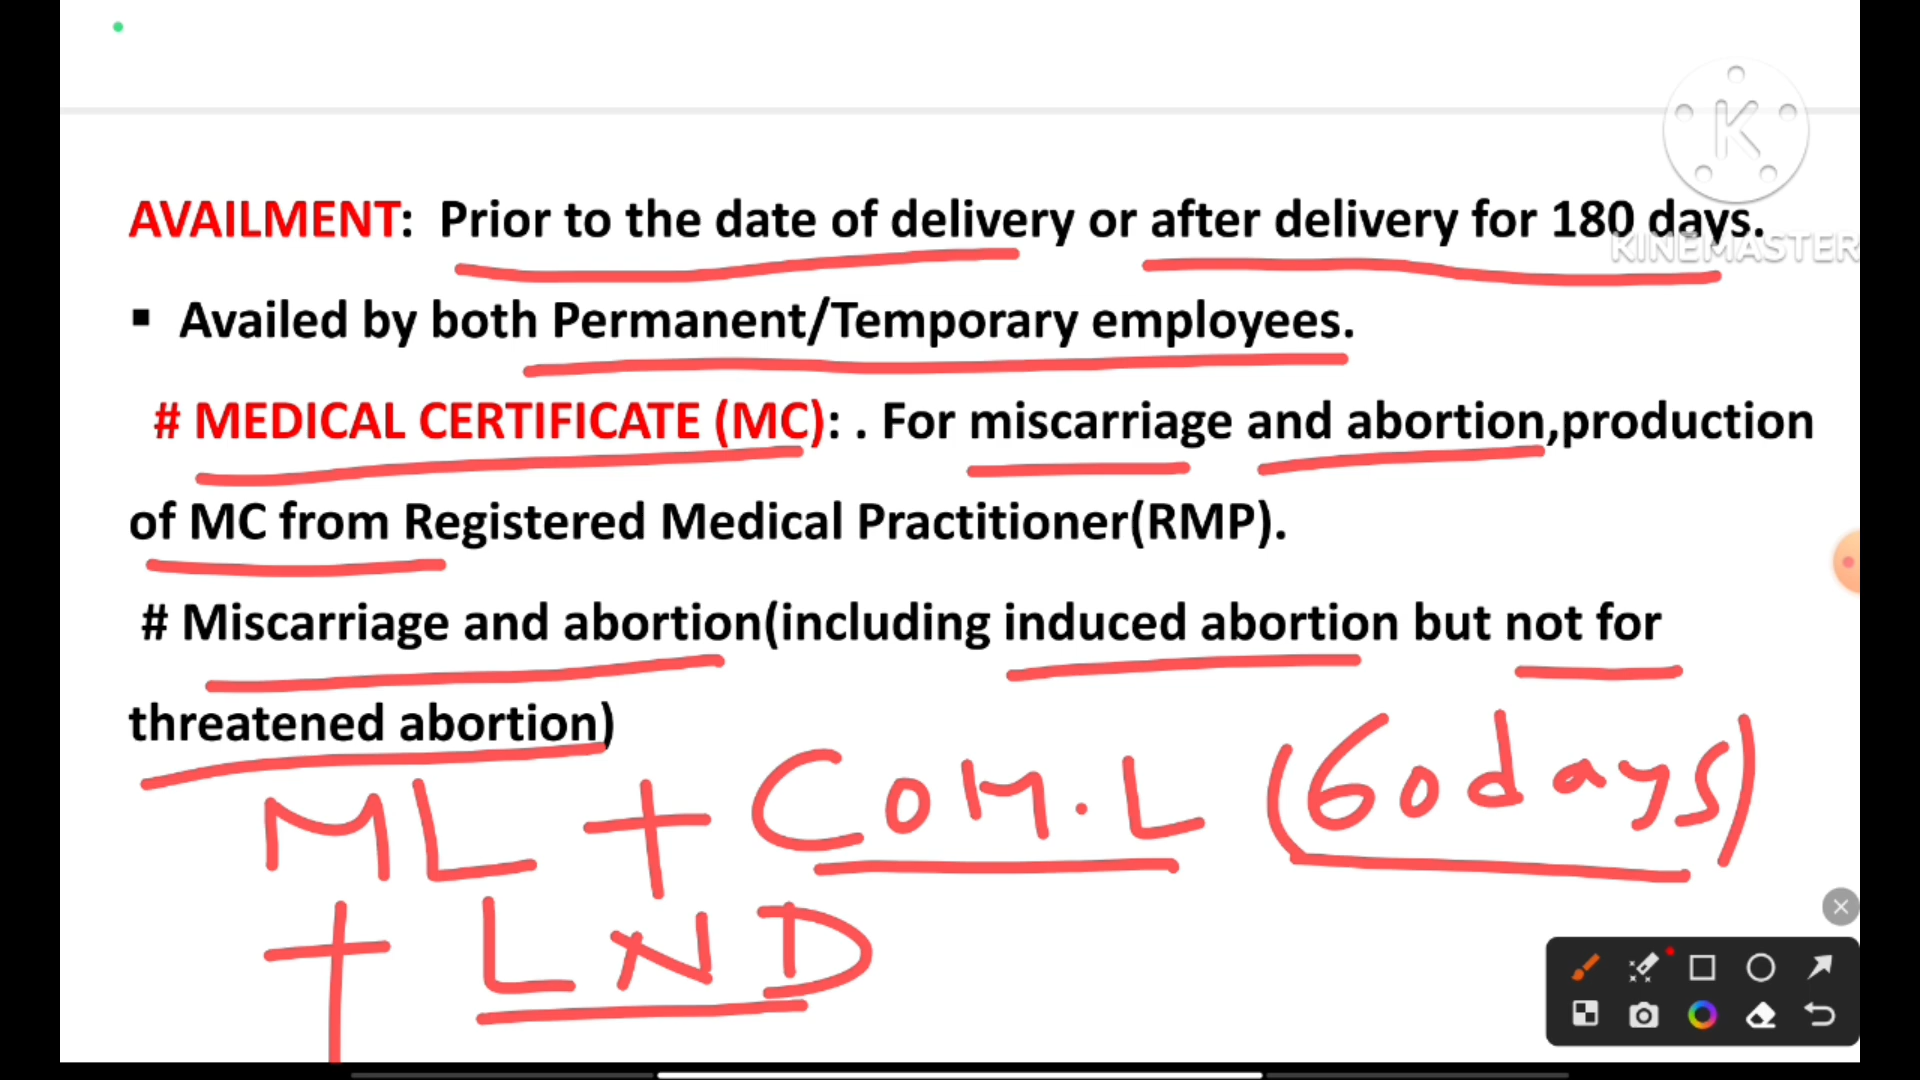 K
KINEMASTER
AVAILMENT: Prior to the date of delivery or after delivery for 180 days.
▪ Availed by both Permanent/Temporary employees.
# MEDICAL CERTIFICATE (MC): . For miscarriage and abortion,production
of MC from Registered Medical Practitioner(RMP).
# Miscarriage and abortion(including induced abortion but not for
threatened abortion)
ML + COM.L (60 days)
+ LND